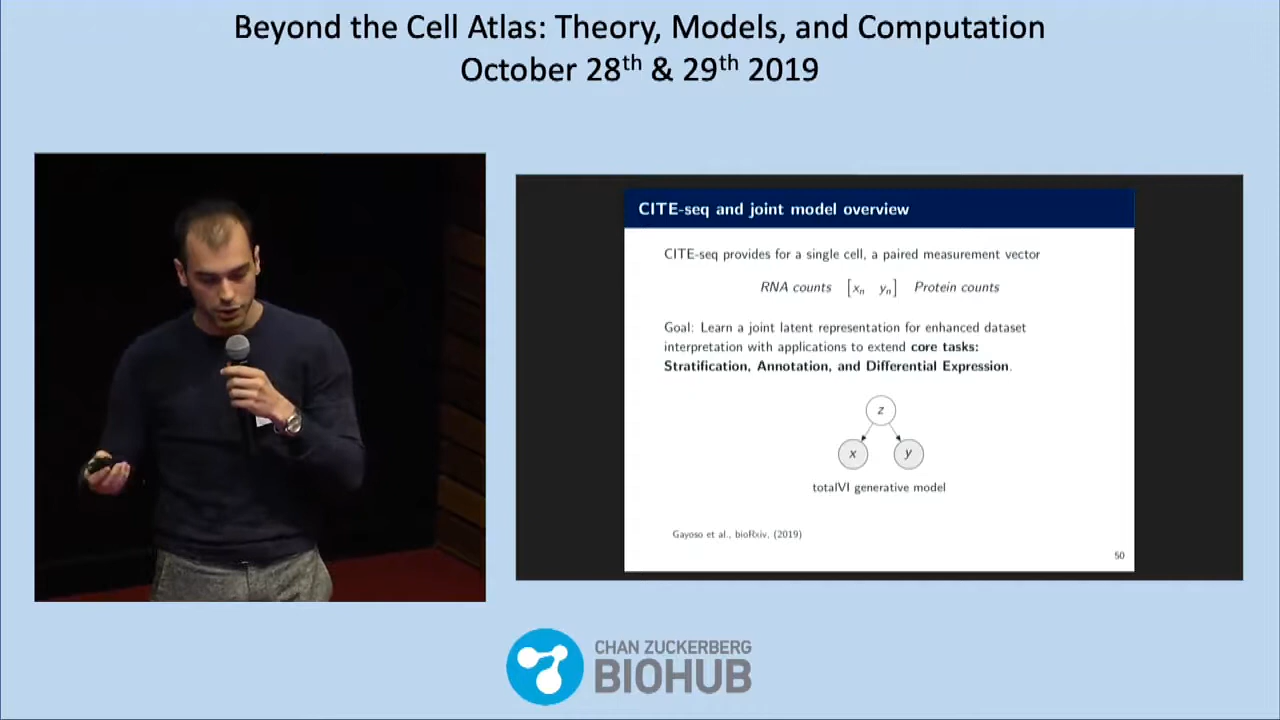 Beyond the Cell Atlas: Theory, Models, and Computation
October 28th & 29th 2019
CITE-seq and joint model overview
CITE-seq provides for a single cell, a paired measurement vector
RNA counts [xn yn] Protein counts
Goal: Learn a joint latent representation for enhanced dataset
interpretation with applications to extend core tasks:
Stratification, Annotation, and Differential Expression.
z
x y
totalVI generative model
Gayoso et al., bioRxiv, (2019)
50
CHAN ZUCKERBERG
BIOHUB